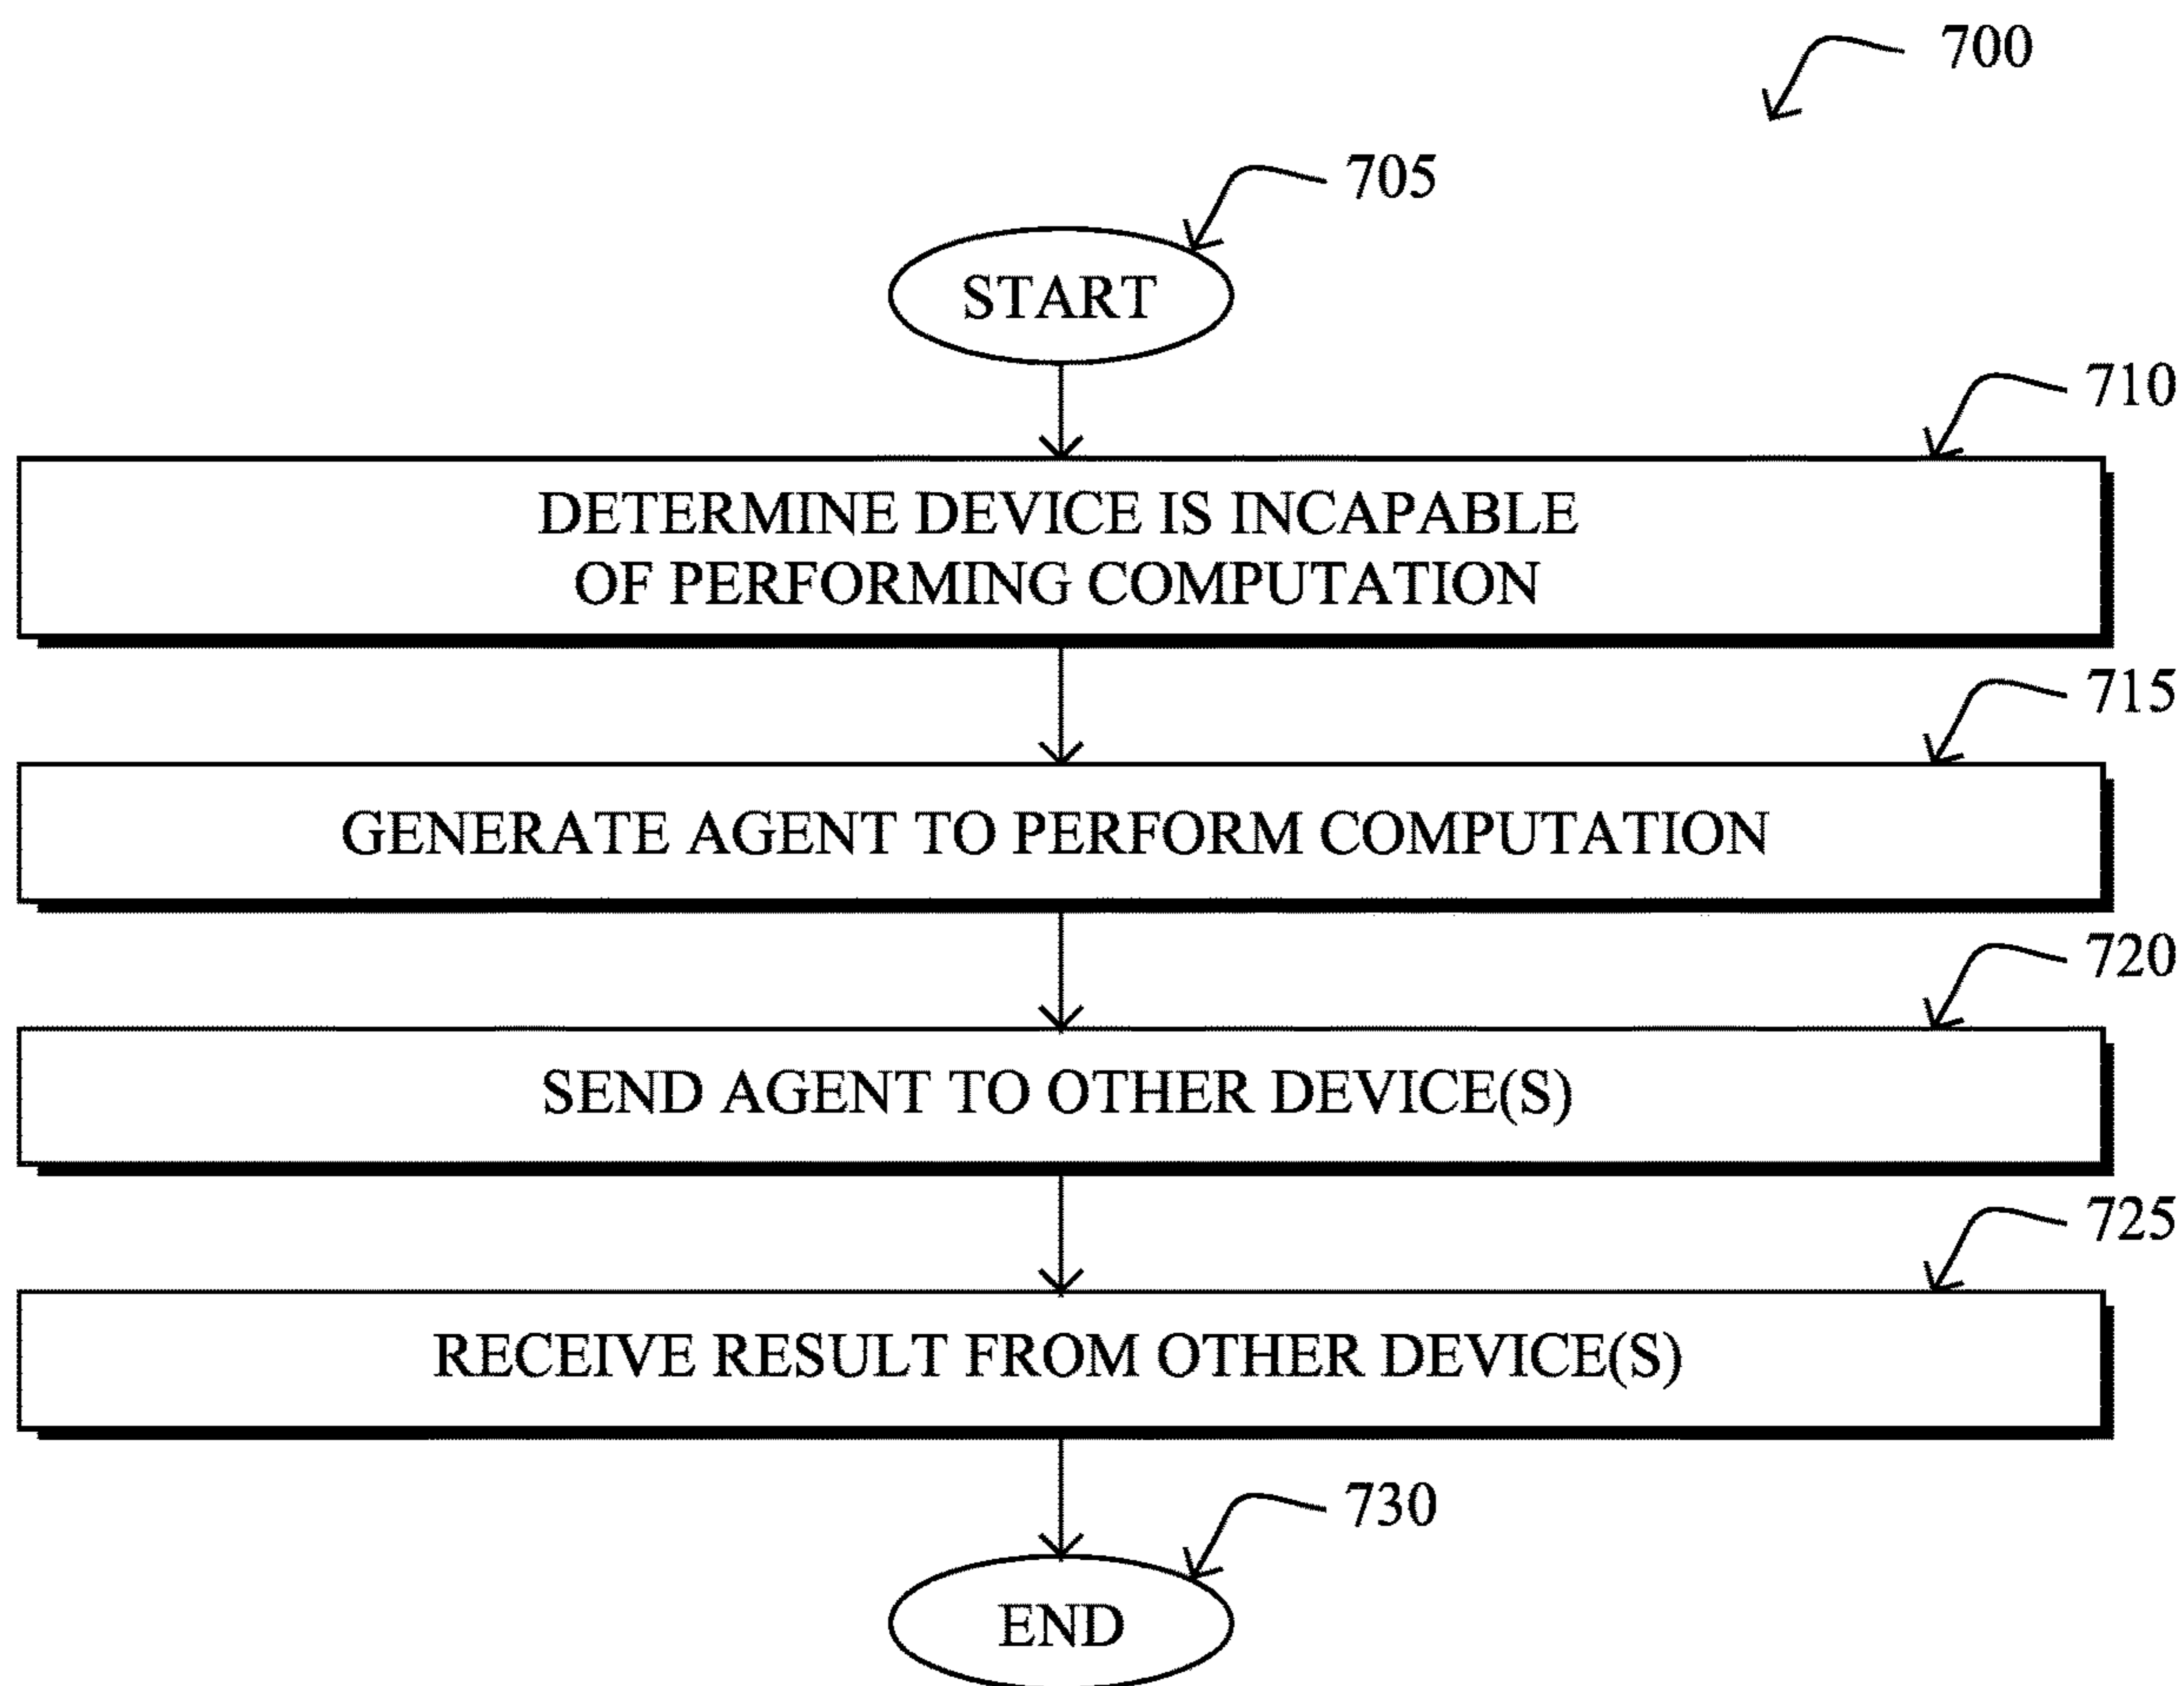 700
705
START
710
DETERMINE DEVICE IS INCAPABLE
OF PERFORMING COMPUTATION
715
GENERATE AGENT TO PERFORM COMPUTATION
720
SEND AGENT TO OTHER DEVICE(S)
725
RECEIVE RESULT FROM OTHER DEVICE(S)
730
END